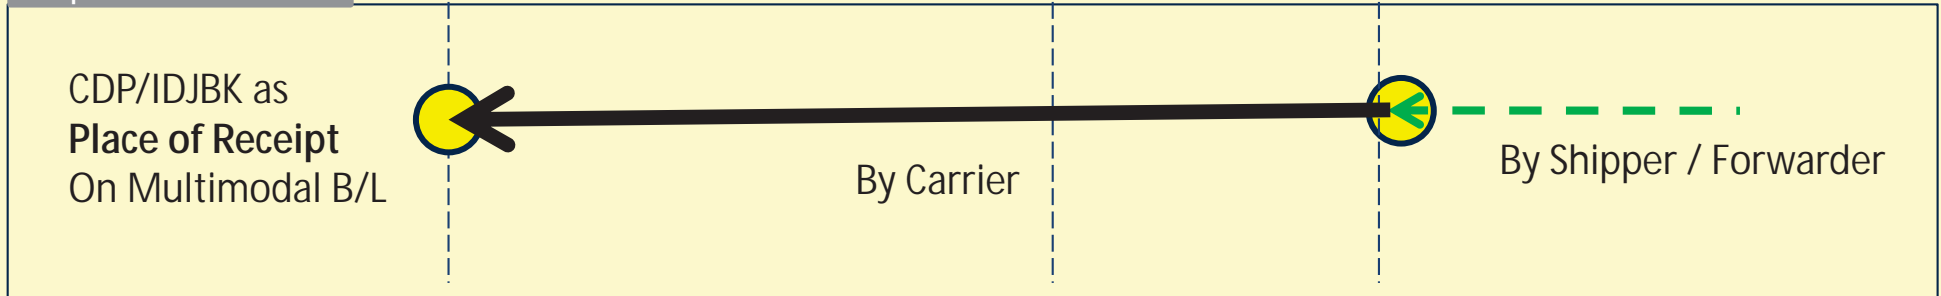 CDP/IDJBK as
Place of Receipt
On Multimodal B/L
By Carrier
By Shipper / Forwarder